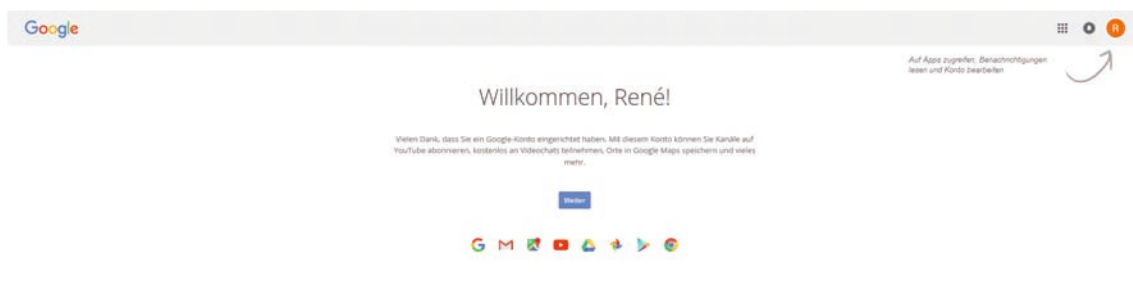 Google
R
Auf Apps zugreifen, Benachrichtigungen
lesen und Konto bearbeiten
Willkommen, René!
Vielen Dank, dass Sie ein Google-Konto eingerichtet haben. Mit diesem Konto können Sie Kanäle auf
YouTube abonnieren, kostenlos an Videochats teilnehmen, Orte in Google Maps speichern und vieles
mehr.
Weiter